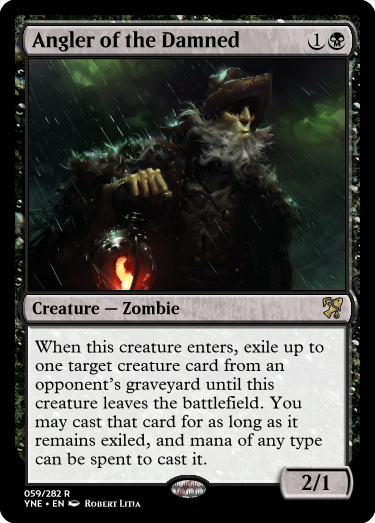 Angler of the Damned 1
Creature — Zombie
When this creature enters, exile up to
one target creature card from an
opponent's graveyard until this
creature leaves the battlefield. You
may cast that card for as long as it
remains exiled, and mana of any type
can be spent to cast it.
2/1
059/282 R
YNE • EN Robert Litia